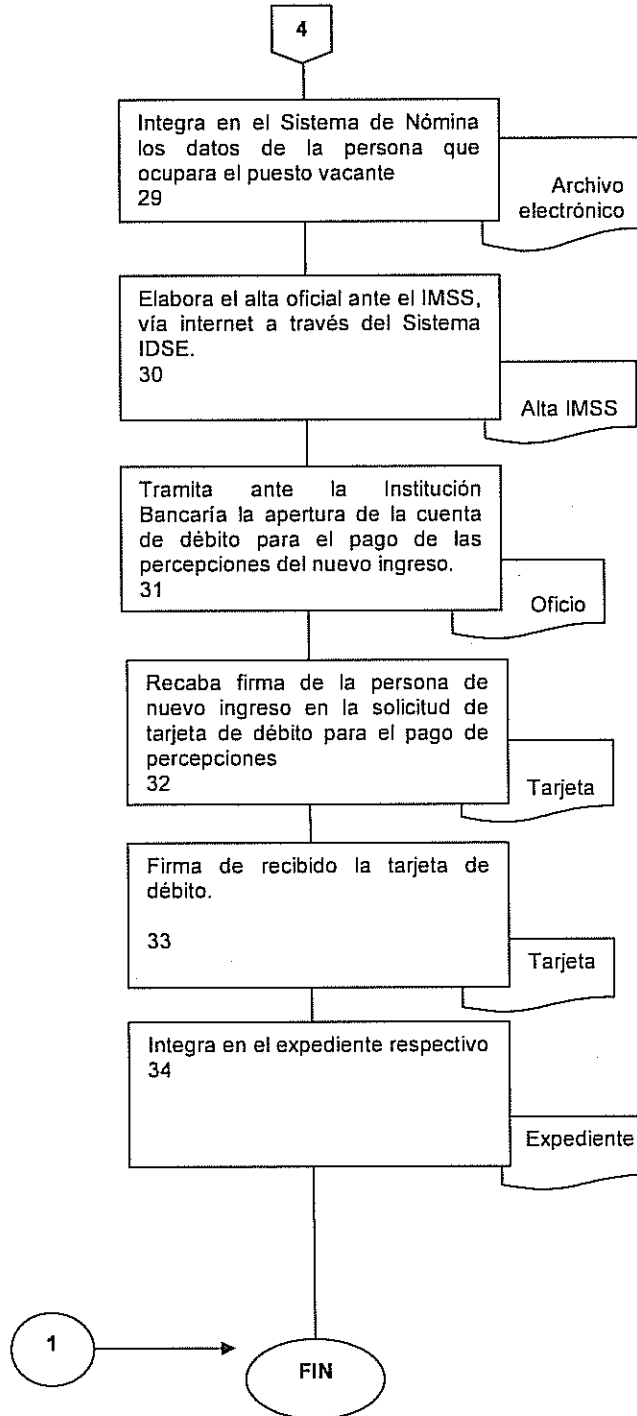 4
Integra en el Sistema de Nómina
los datos de la persona que
ocupara el puesto vacante
29
Archivo
electrónico
Elabora el alta oficial ante el IMSS,
vía internet a través del Sistema
IDSE.
30
Alta IMSS
Tramita ante la Institución
Bancaría la apertura de la cuenta
de débito para el pago de las
percepciones del nuevo ingreso.
31
Oficio
Recaba firma de la persona de
nuevo ingreso en la solicitud de
tarjeta de débito para el pago de
percepciones
32
Tarjeta
Firma de recibido la tarjeta de
débito.
33
Tarjeta
Integra en el expediente respectivo
34
Expediente
1
FIN